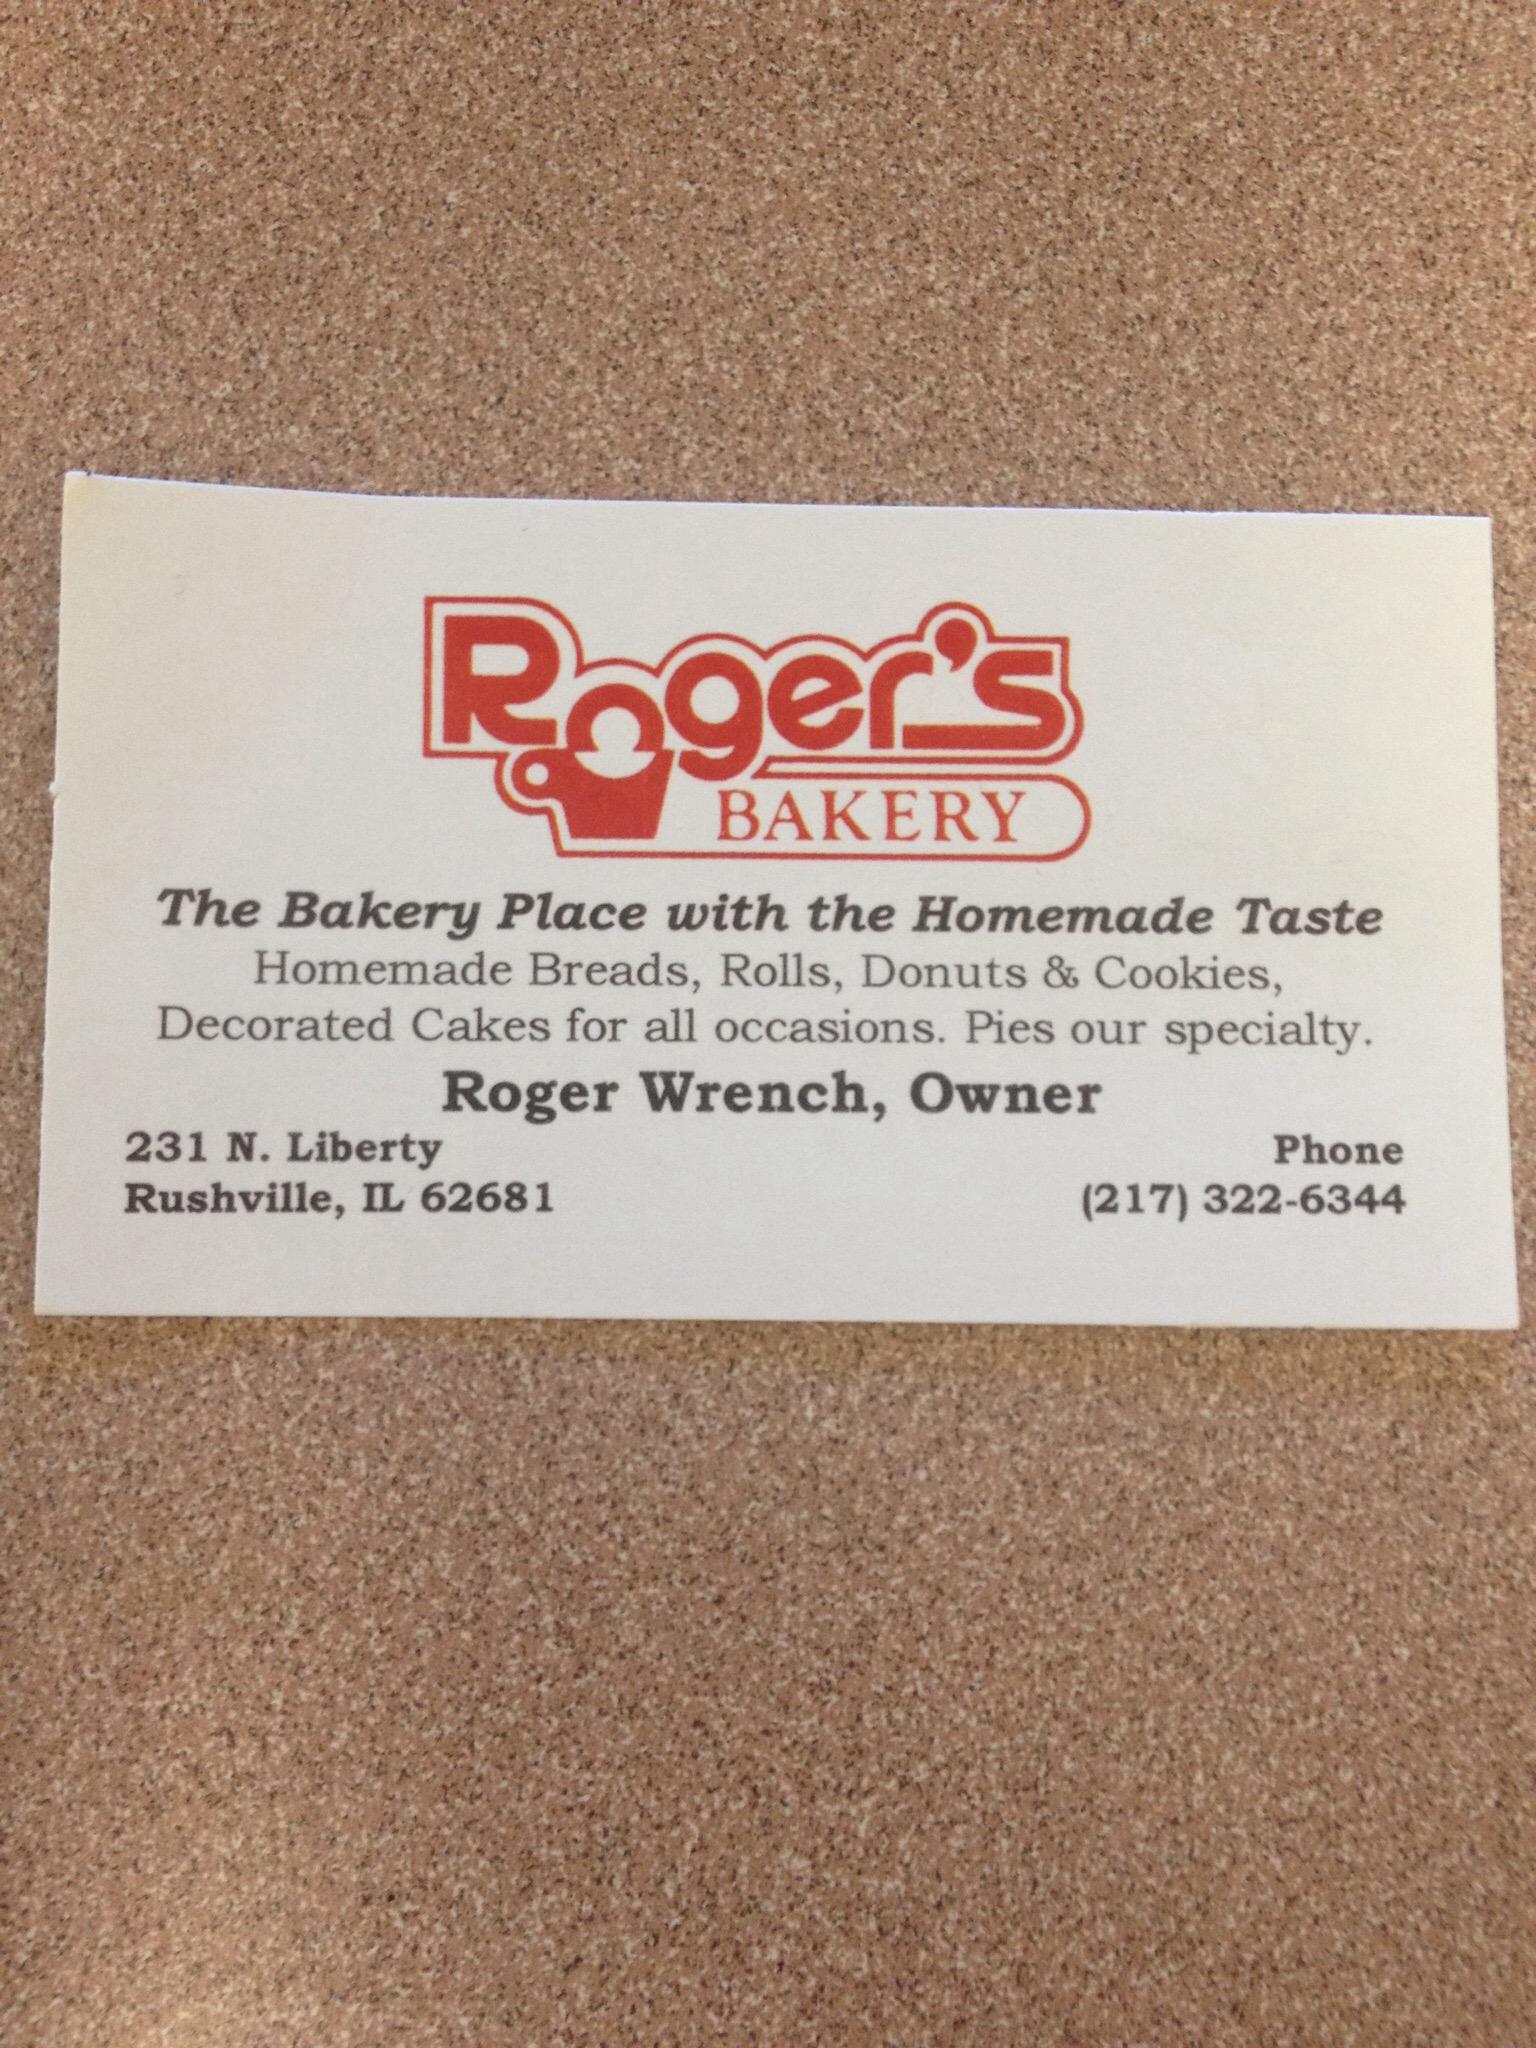 Roger's
BAKERY
The Bakery Place with the Homemade Taste
Homemade Breads, Rolls, Donuts & Cookies,
Decorated Cakes for all occasions. Pies our specialty.
Roger Wrench, Owner
231 N. Liberty
Rushville, IL 62681
Phone
(217) 322-6344